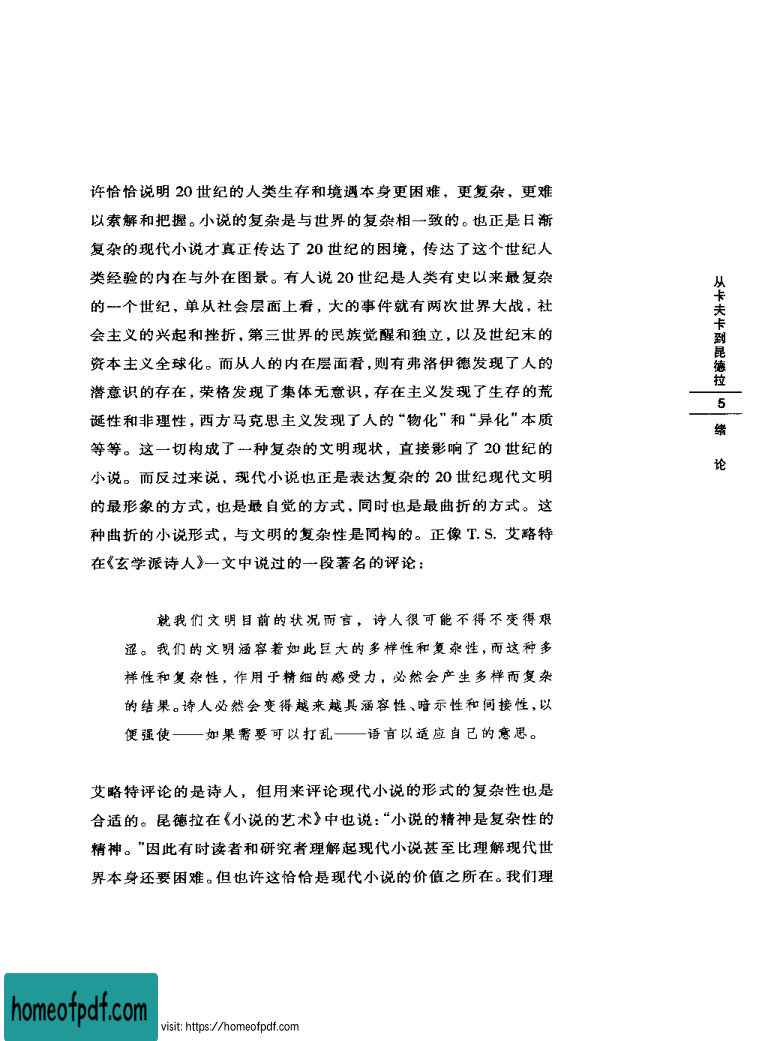 许恰恰说明 20 世纪的人类生存和境遇本身更困难，更复杂，更难
以索解和把握。小说的复杂是与世界的复杂相一致的。也正是日渐
复杂的现代小说才真正传达了 20 世纪的困境，传达了这个世纪人
类经验的内在与外在图景。有人说 20 世纪是人类有史以来最复杂
的一个世纪，单从社会层面上看，大的事件就有两次世界大战，社
会主义的兴起和挫折，第三世界的民族觉醒和独立，以及世纪末的
资本主义全球化。而从人的内在层面看，则有弗洛伊德发现了人的
潜意识的存在，荣格发现了集体无意识，存在主义发现了生存的荒
诞性和非理性，西方马克思主义发现了人的“物化”和“异化”本质
等等。这一切构成了一种复杂的文明现状，直接影响了 20 世纪的
小说。而反过来说，现代小说也正是表达复杂的 20 世纪现代文明
的最形象的方式，也是最自觉的方式，同时也是最曲折的方式。这
种曲折的小说形式，与文明的复杂性是同构的。正像 T. S. 艾略特
在《玄学派诗人》一文中说过的一段著名的评论：
就我们文明目前的状况而言，诗人很可能不得不变得艰
涩。我们的文明涵容着如此巨大的多样性和复杂性，而这种多
样性和复杂性，作用于精细的感受力，必然会产生多样而复杂
的结果。诗人必然会变得越来越具涵容性、暗示性和间接性，以
便强使——如果需要可以打乱——语言以适应自己的意思。
艾略特评论的是诗人，但用来评论现代小说的形式的复杂性也是
合适的。昆德拉在《小说的艺术》中也说：“小说的精神是复杂性的
精神。”因此有时读者和研究者理解起现代小说甚至比理解现代世
界本身还要困难。但也许这恰恰是现代小说的价值之所在。我们理
从卡夫卡到昆德拉
5
绪 论
homeofpdf.com
visit: https://homeofpdf.com